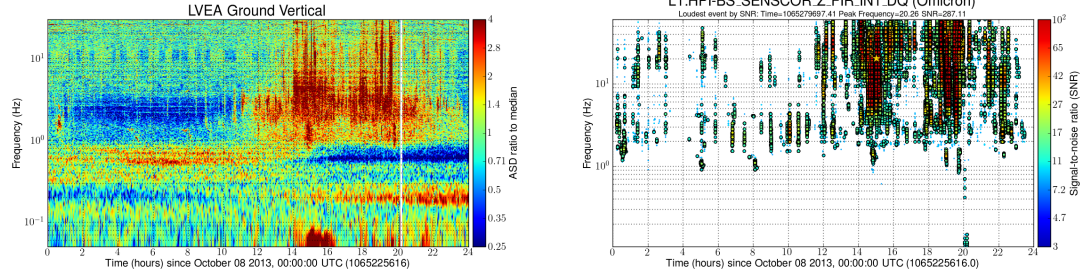 LVEA Ground Vertical
Frequency (Hz)
10^1
10^0
10^-1
0 2 4 6 8 10 12 14 16 18 20 22 24
Time (hours) since October 08 2013, 00:00:00 UTC (1065225616)
4
2.8
2
1.4
1
0.71
0.5
0.35
0.25
ASD ratio to median
L1:HPI-BS_SENSCOR_Z_FIR_INT_DQ (Omicron)
Loudest event by SNR: Time=1065279697.41 Peak Frequency=20.26 SNR=287.11
Frequency (Hz)
10^1
10^0
0 2 4 6 8 10 12 14 16 18 20 22 24
Time (hours) since October 08 2013, 00:00:00 UTC (1065225616.0)
10^2
65
42
27
17
11
7.2
4.7
3
Signal-to-noise ratio (SNR)